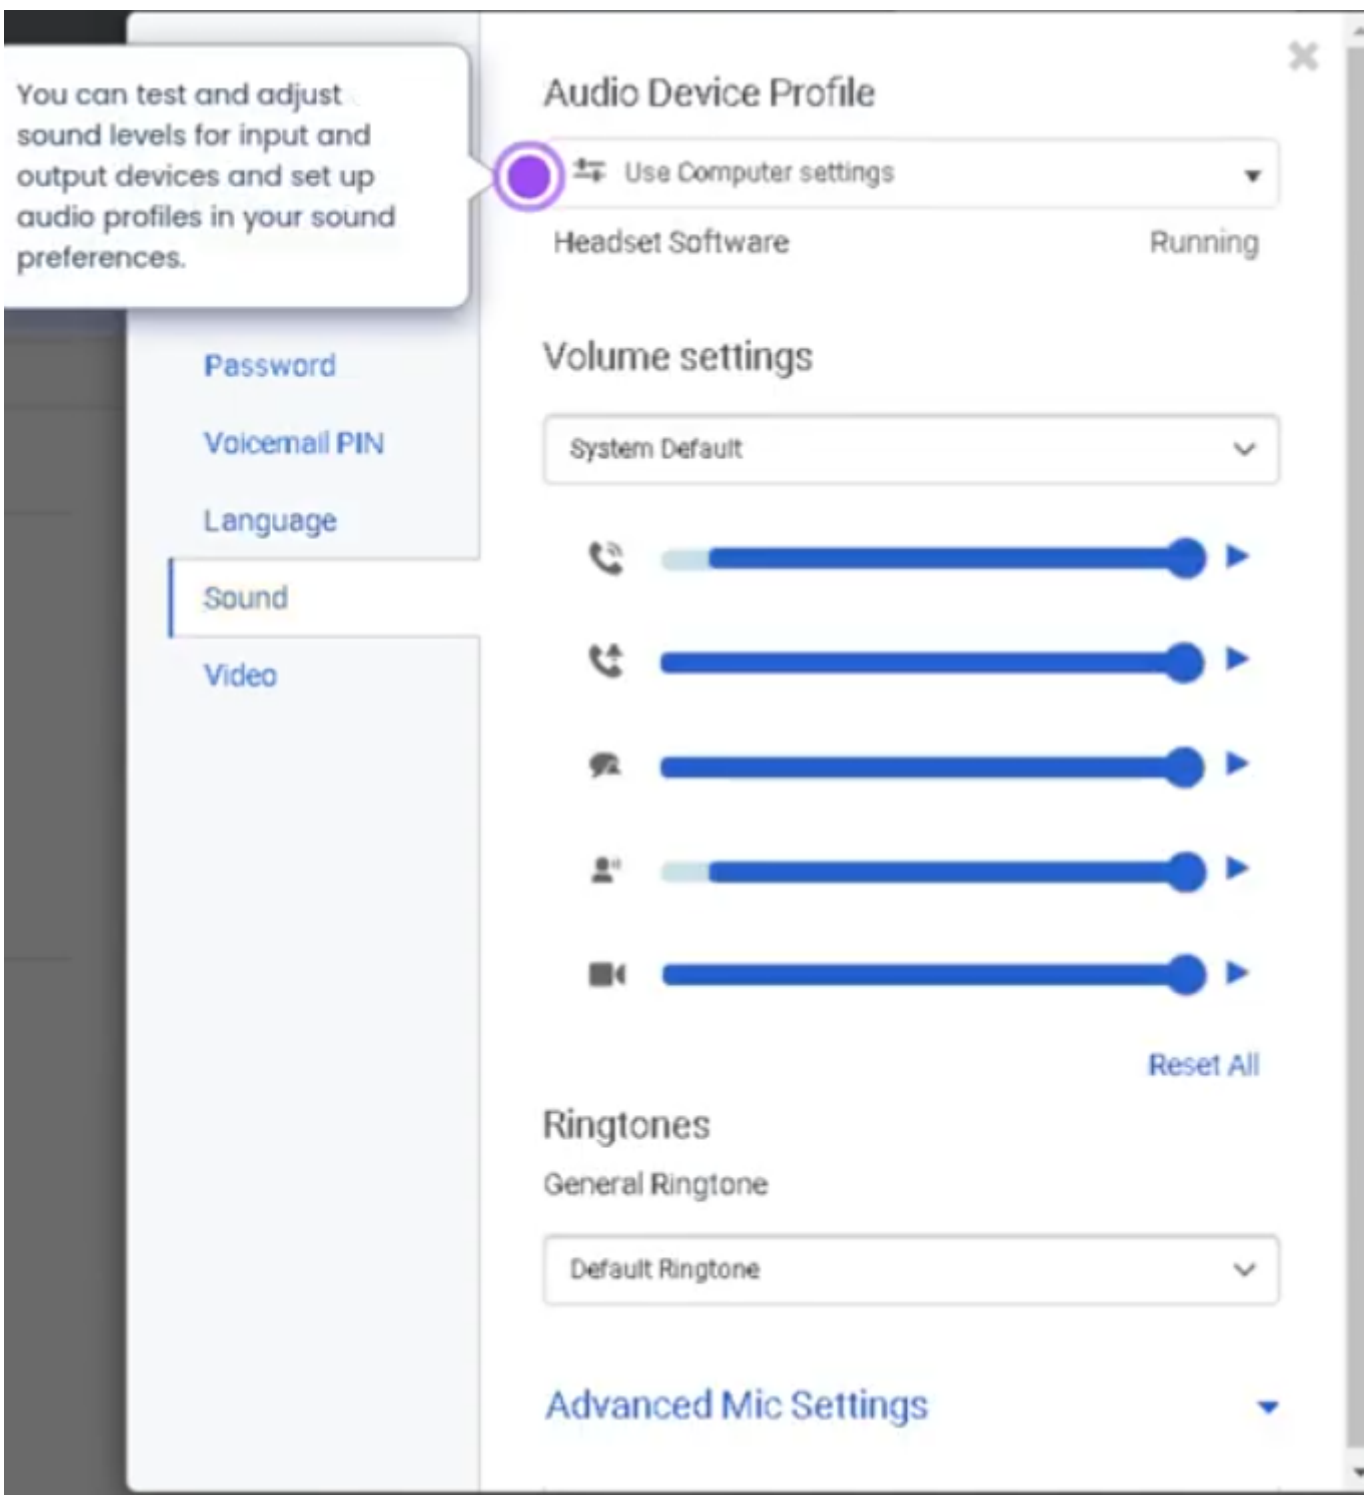 You can test and adjust
sound levels for input and
output devices and set up
audio profiles in your sound
preferences.
Password
Voicemail PIN
Language
Sound
Video
Audio Device Profile
Use Computer settings
Headset Software Running
Volume settings
System Default
Reset All
Ringtones
General Ringtone
Default Ringtone
Advanced Mic Settings